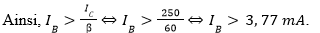 Ainsi, I_B > I_C/β ⇔ I_B > 250/60 ⇔ I_B > 3,77 mA.